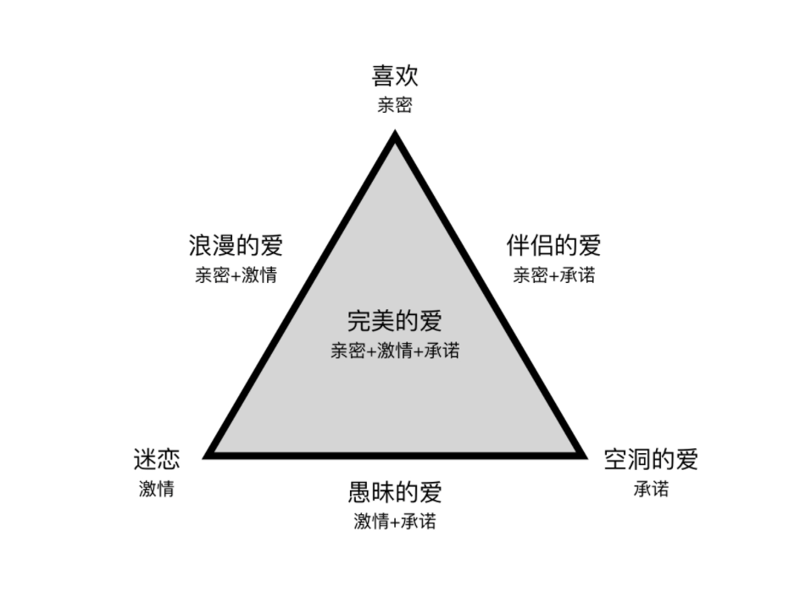 喜欢
亲密
浪漫的爱
亲密+激情
伴侣的爱
亲密+承诺
完美的爱
亲密+激情+承诺
迷恋
激情
空洞的爱
承诺
愚昧的爱
激情+承诺